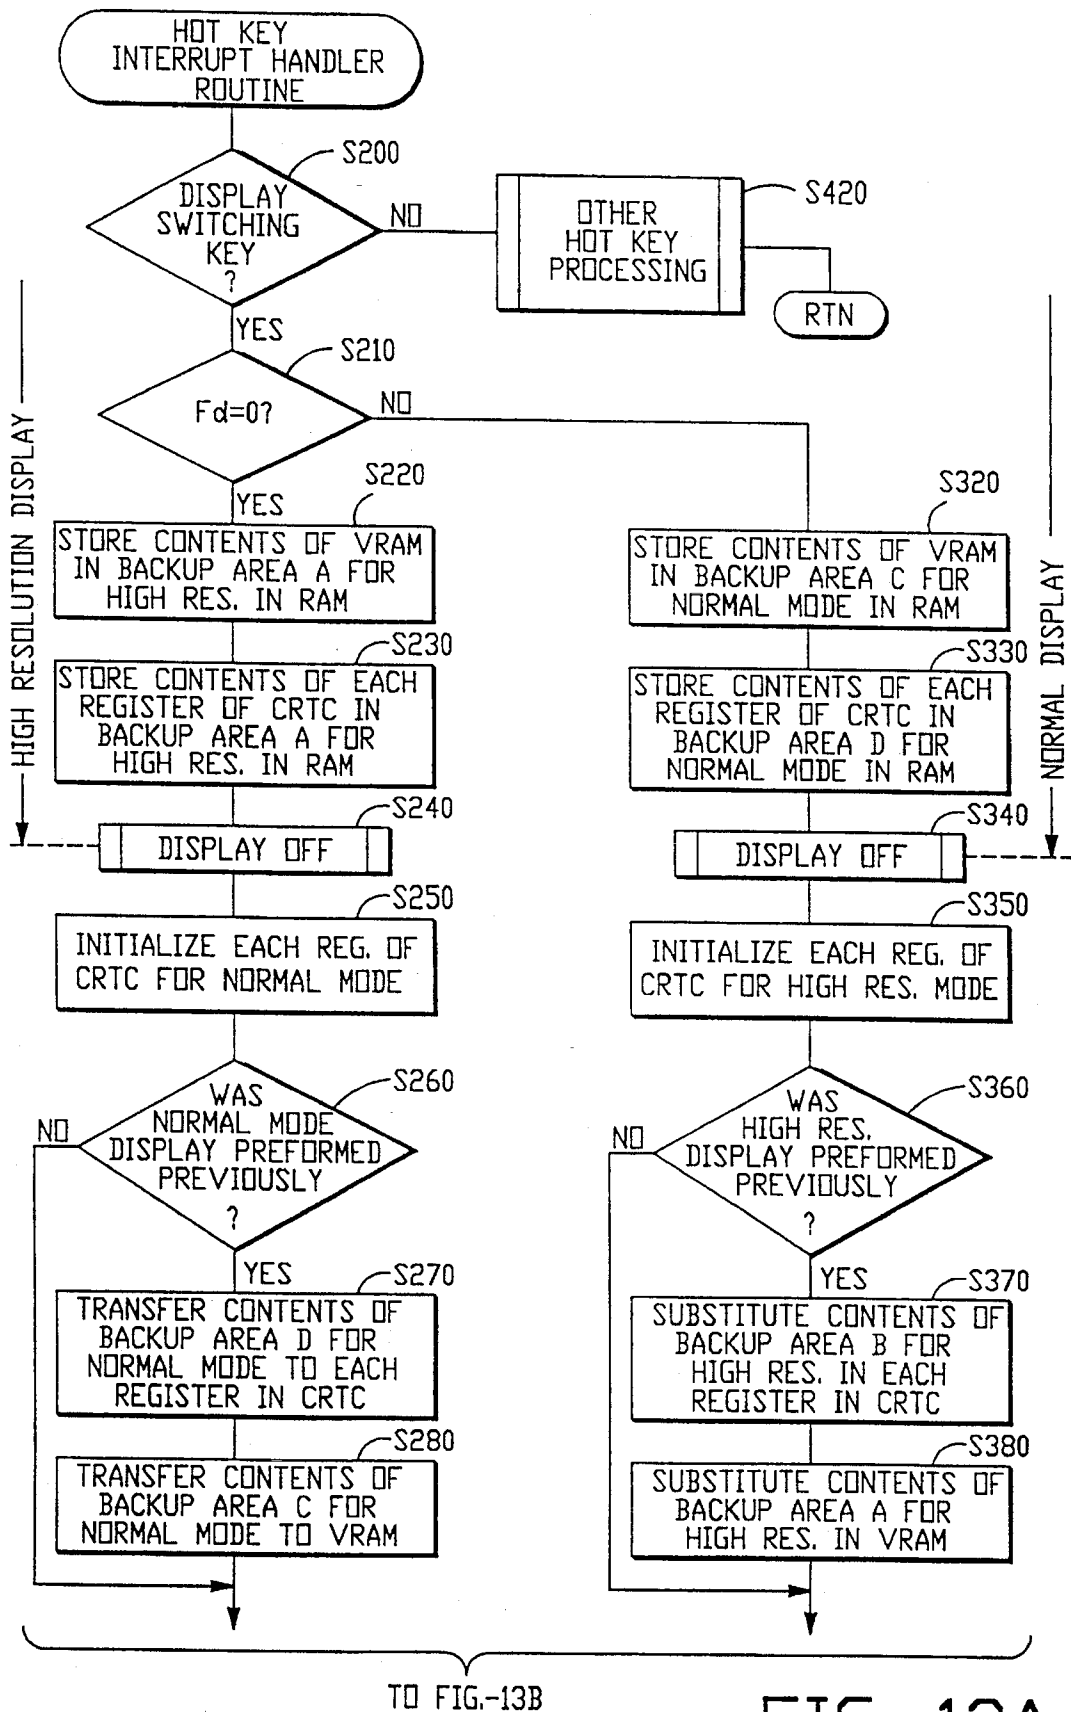 HOT KEY
INTERRUPT HANDLER
ROUTINE
S200
DISPLAY
SWITCHING
KEY
?
NO
OTHER
HOT KEY
PROCESSING
S420
RTN
YES
S210
Fd=0?
NO
YES
HIGH RESOLUTION DISPLAY
NORMAL DISPLAY
S220
STORE CONTENTS OF VRAM
IN BACKUP AREA A FOR
HIGH RES. IN RAM
S230
STORE CONTENTS OF EACH
REGISTER OF CRTC IN
BACKUP AREA A FOR
HIGH RES. IN RAM
S240
DISPLAY OFF
S250
INITIALIZE EACH REG. OF
CRTC FOR NORMAL MODE
S260
WAS
NORMAL MODE
DISPLAY PREFORMED
PREVIOUSLY
?
NO
YES
S270
TRANSFER CONTENTS OF
BACKUP AREA D FOR
NORMAL MODE TO EACH
REGISTER IN CRTC
S280
TRANSFER CONTENTS OF
BACKUP AREA C FOR
NORMAL MODE TO VRAM
S320
STORE CONTENTS OF VRAM
IN BACKUP AREA C FOR
NORMAL MODE IN RAM
S330
STORE CONTENTS OF EACH
REGISTER OF CRTC IN
BACKUP AREA D FOR
NORMAL MODE IN RAM
S340
DISPLAY OFF
S350
INITIALIZE EACH REG. OF
CRTC FOR HIGH RES. MODE
S360
WAS
HIGH RES.
DISPLAY PREFORMED
PREVIOUSLY
?
NO
YES
S370
SUBSTITUTE CONTENTS OF
BACKUP AREA B FOR
HIGH RES. IN EACH
REGISTER IN CRTC
S380
SUBSTITUTE CONTENTS OF
BACKUP AREA A FOR
HIGH RES. IN VRAM
TO FIG.-13B